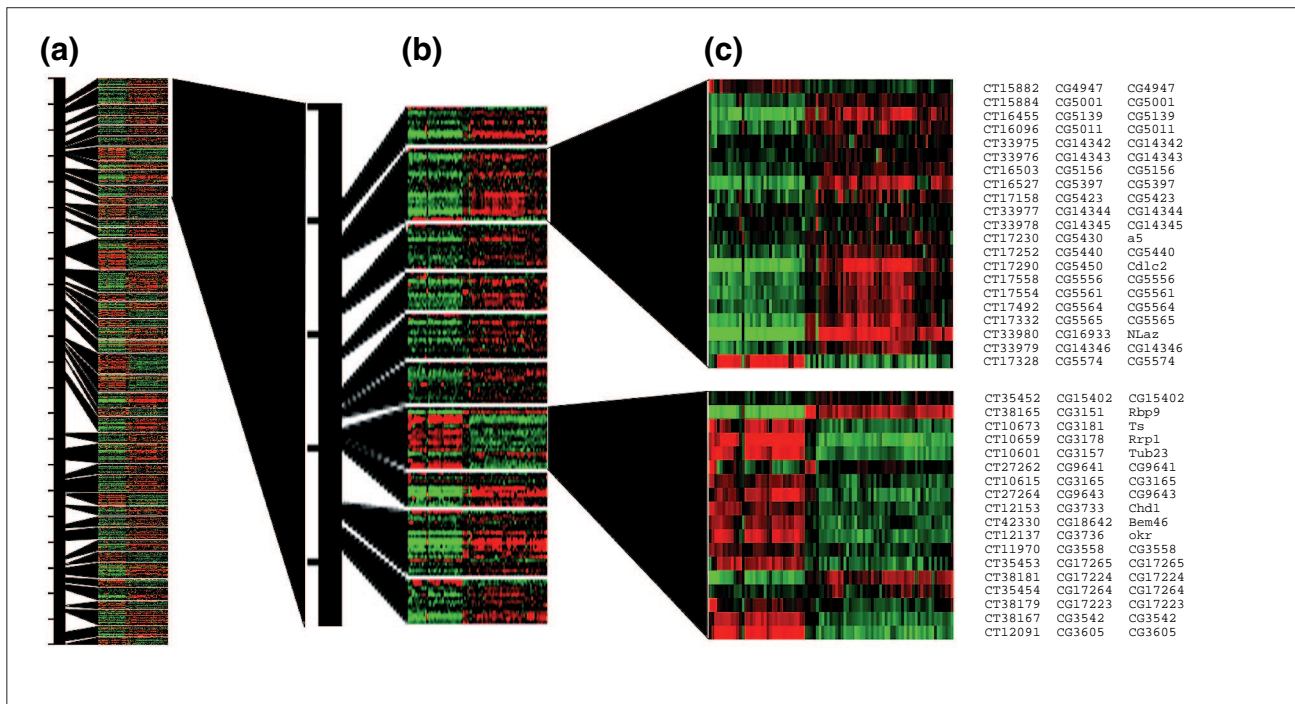 (a) (b) (c)
CT15882 CG4947 CG4947
CT15884 CG5001 CG5001
CT16455 CG5139 CG5139
CT16096 CG5011 CG5011
CT33975 CG14342 CG14342
CT33976 CG14343 CG14343
CT16503 CG5156 CG5156
CT16527 CG5397 CG5397
CT17158 CG5423 CG5423
CT33977 CG14344 CG14344
CT33978 CG14345 CG14345
CT17230 CG5430 a5
CT17252 CG5440 CG5440
CT17290 CG5450 Cdlc2
CT17558 CG5556 CG5556
CT17554 CG5561 CG5561
CT17492 CG5564 CG5564
CT17332 CG5565 CG5565
CT33980 CG16933 NLaz
CT33979 CG14346 CG14346
CT17328 CG5574 CG5574
CT35452 CG15402 CG15402
CT38165 CG3151 Rbp9
CT10673 CG3181 Ts
CT10659 CG3178 Rrp1
CT10601 CG3157 Tub23
CT27262 CG9641 CG9641
CT10615 CG3165 CG3165
CT27264 CG9643 CG9643
CT12153 CG3733 Chd1
CT42330 CG18642 Bem46
CT12137 CG3736 okr
CT11970 CG3558 CG3558
CT35453 CG17265 CG17265
CT38181 CG17224 CG17224
CT35454 CG17264 CG17264
CT38179 CG17223 CG17223
CT38167 CG3542 CG3542
CT12091 CG3605 CG3605